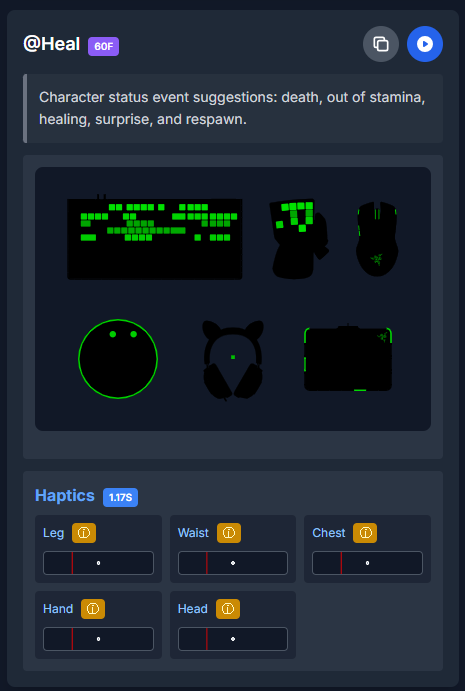 @Heal 60F
Character status event suggestions: death, out of stamina,
healing, surprise, and respawn.
Haptics 1.17S
Leg
Waist
Chest
Hand
Head